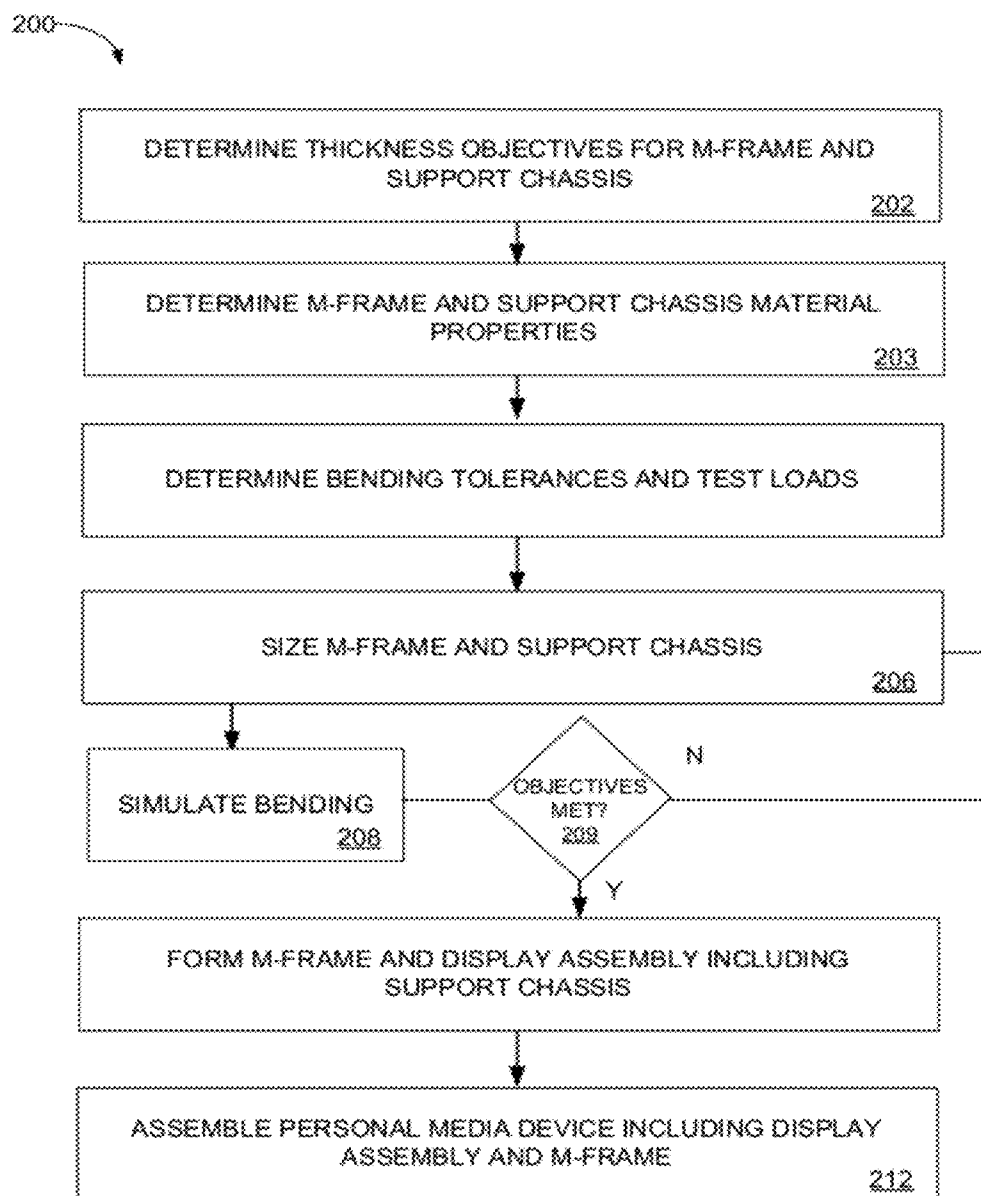 200
DETERMINE THICKNESS OBJECTIVES FOR M-FRAME AND
SUPPORT CHASSIS
202
DETERMINE M-FRAME AND SUPPORT CHASSIS MATERIAL
PROPERTIES
203
DETERMINE BENDING TOLERANCES AND TEST LOADS
SIZE M-FRAME AND SUPPORT CHASSIS
206
SIMULATE BENDING
208
OBJECTIVES
MET?
209
N
Y
FORM M-FRAME AND DISPLAY ASSEMBLY INCLUDING
SUPPORT CHASSIS
ASSEMBLE PERSONAL MEDIA DEVICE INCLUDING DISPLAY
ASSEMBLY AND M-FRAME
212